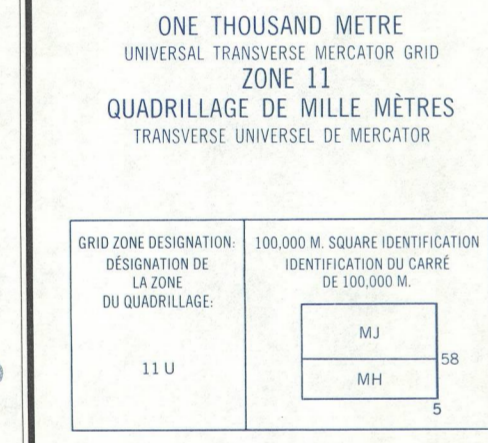 ONE THOUSAND METRE
UNIVERSAL TRANSVERSE MERCATOR GRID
ZONE 11
QUADRILLAGE DE MILLE MÈTRES
TRANSVERSE UNIVERSEL DE MERCATOR
GRID ZONE DESIGNATION:
DÉSIGNATION DE
LA ZONE
DU QUADRILLAGE:
11 U
100,000 M. SQUARE IDENTIFICATION
IDENTIFICATION DU CARRÉ
DE 100,000 M.
MJ
58
MH
5